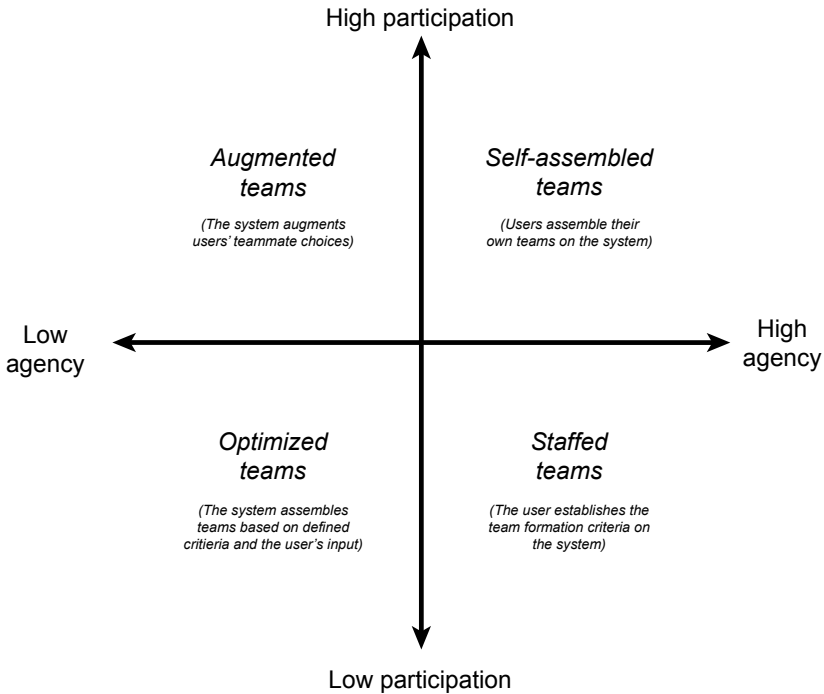 High participation
Augmented
teams
(The system augments
users' teammate choices)
Self-assembled
teams
(Users assemble their
own teams on the system)
Low
agency
High
agency
Optimized
teams
(The system assembles
teams based on defined
critieria and the user's input)
Staffed
teams
(The user establishes the
team formation criteria on
the system)
Low participation